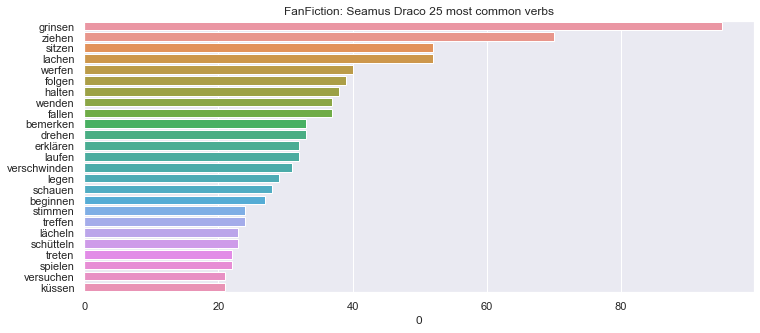 FanFiction: Seamus Draco 25 most common verbs
grinsen
ziehen
sitzen
lachen
werfen
folgen
halten
wenden
fallen
bemerken
drehen
erklären
laufen
verschwinden
legen
schauen
beginnen
stimmen
treffen
lächeln
schütteln
treten
spielen
versuchen
küssen
0 20 40 60 80
0